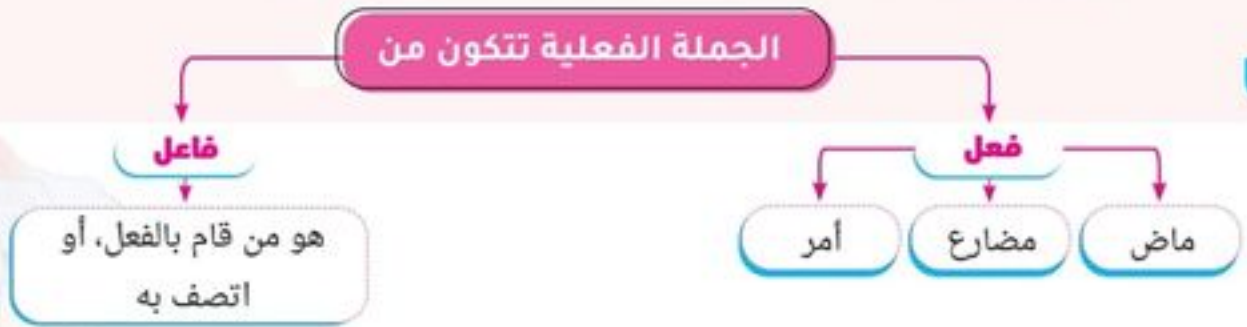 الجملة الفعلية تتكون من
فعل
فاعل
ماض
مضارع
أمر
هو من قام بالفعل، أو
اتصف به